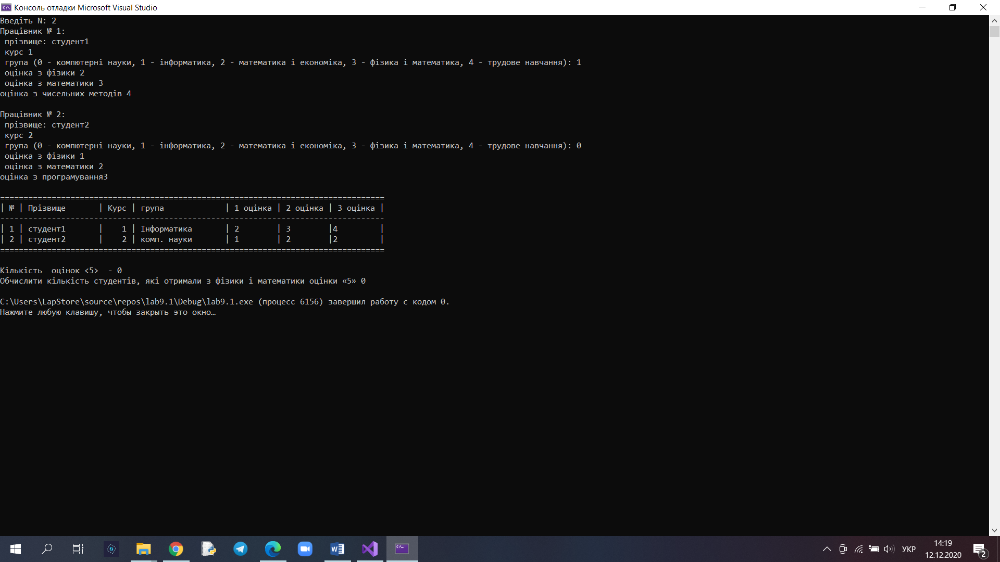 Консоль отладки Microsoft Visual Studio
Введіть N: 2
Працівник № 1:
 прізвище: студент1
 курс 1
 група (0 - компютерні науки, 1 - інформатика, 2 - математика і економіка, 3 - фізика і математика, 4 - трудове навчання): 1
 оцінка з фізики 2
 оцінка з математики 3
оцінка з чисельних методів 4
Працівник № 2:
 прізвище: студент2
 курс 2
 група (0 - компютерні науки, 1 - інформатика, 2 - математика і економіка, 3 - фізика і математика, 4 - трудове навчання): 0
 оцінка з фізики 1
 оцінка з математики 2
оцінка з програмування3
==================================================================================
| № | Прізвище       | Курс | група             | 1 оцінка | 2 оцінка | 3 оцінка |
----------------------------------------------------------------------------------
| 1 | студент1       |    1 | Інформатика       | 2        | 3        |4         |
| 2 | студент2       |    2 | комп. науки       | 1        | 2        |2         |
==================================================================================
Кількість  оцінок <5>  - 0
Обчислити кількість студентів, які отримали з фізики і математики оцінки «5» 0
C:\Users\LapStore\source\repos\lab9.1\Debug\lab9.1.exe (процесс 6156) завершил работу с кодом 0.
Нажмите любую клавишу, чтобы закрыть это окно…
УКР
14:19
12.12.2020
2